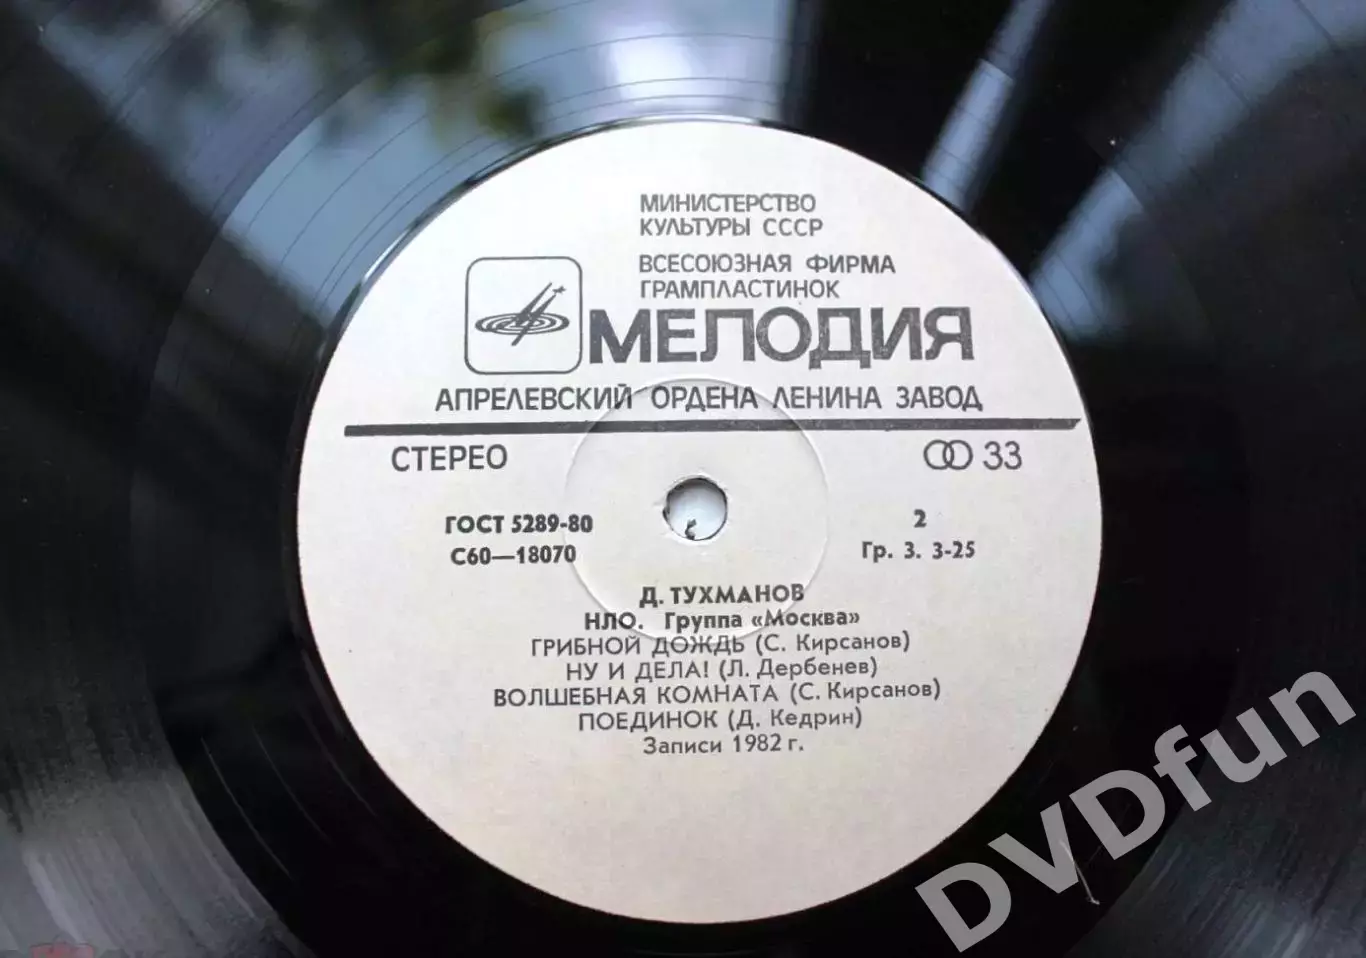 МИНИСТЕРСТВО
КУЛЬТУРЫ СССР
ВСЕСОЮЗНАЯ ФИРМА
ГРАМПЛАСТИНОК
МЕЛОДИЯ
АПРЕЛЕВСКИЙ ОРДЕНА ЛЕНИНА ЗАВОД
СТЕРЕО 33
ГОСТ 5289-80 2
С60—18070 Гр. 3. 3-25
Д. ТУХМАНОВ
НЛО. Группа «Москва»
ГРИБНОЙ ДОЖДЬ (С. Кирсанов)
НУ И ДЕЛА! (Л. Дербенев)
ВОЛШЕБНАЯ КОМНАТА (С. Кирсанов)
ПОЕДИНОК (Д. Кедрин)
Записи 1982 г.
DVDfun